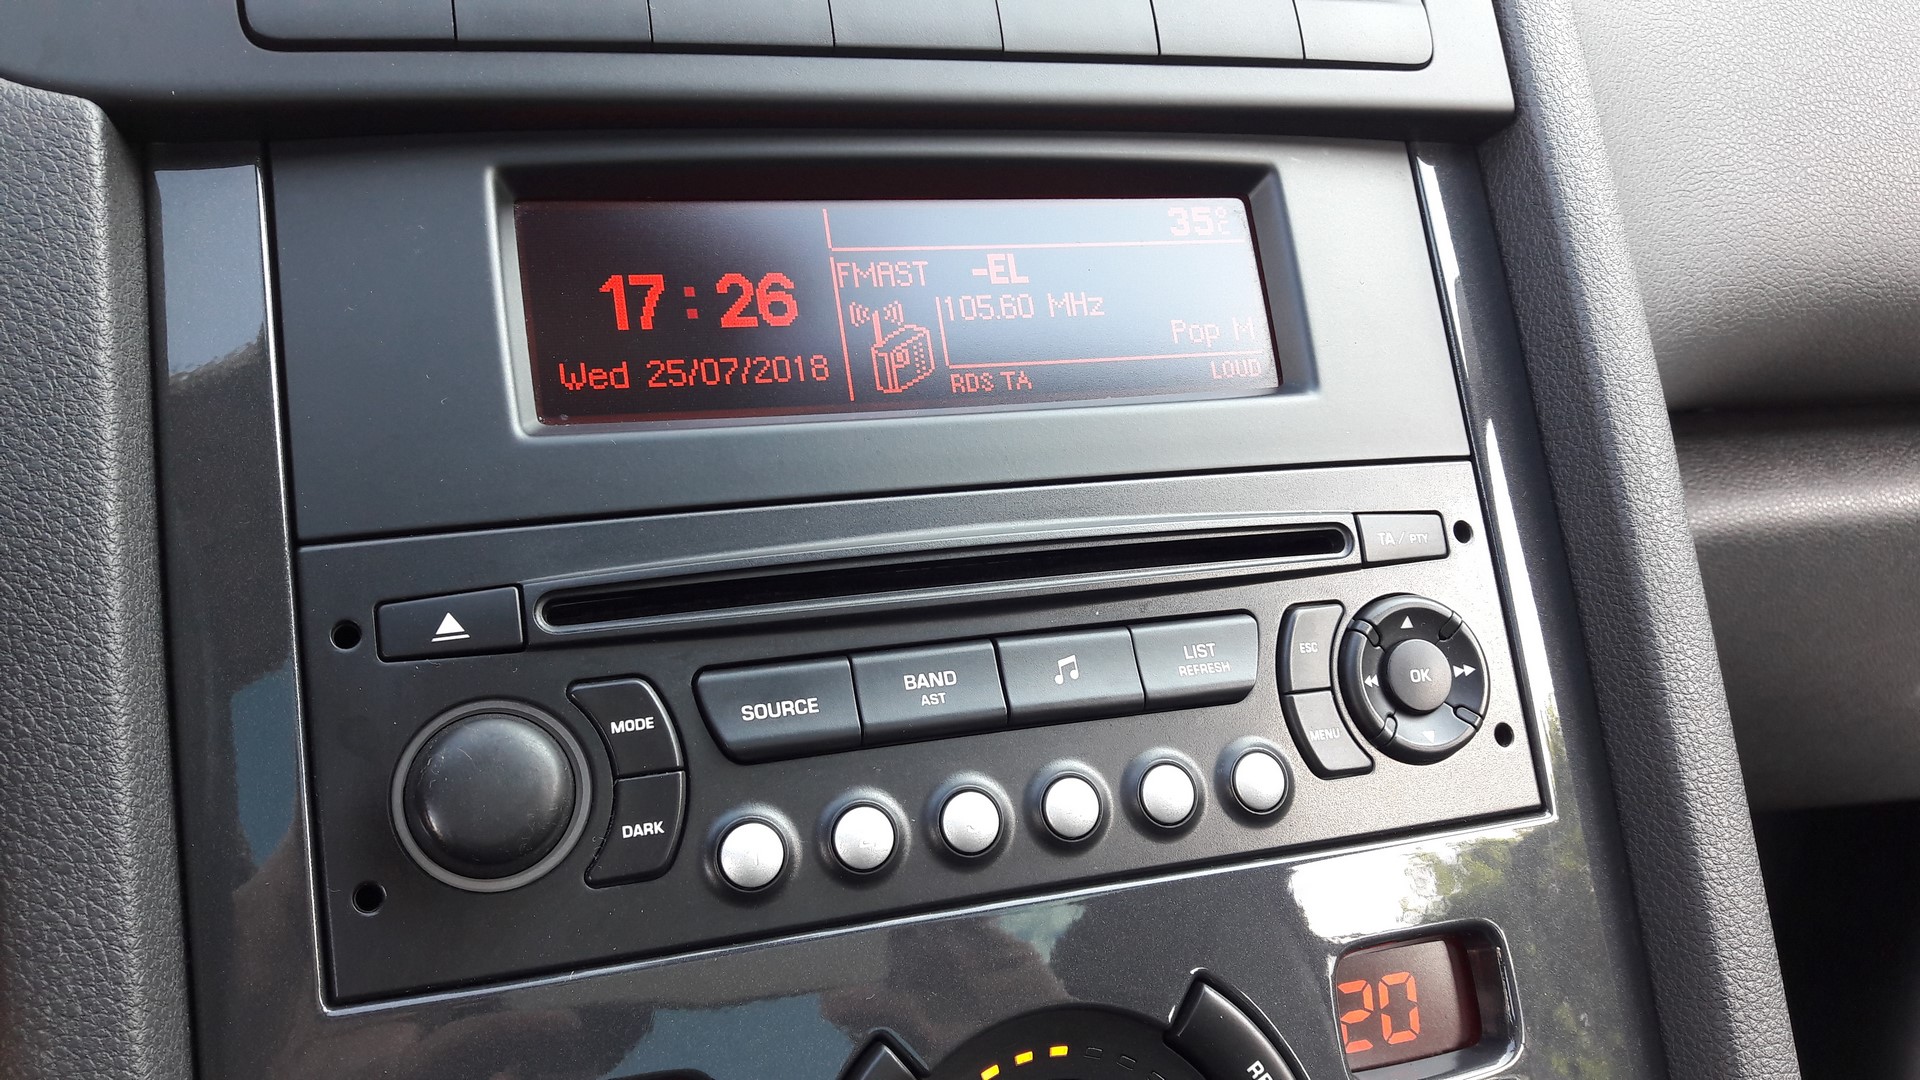 35°C
17:26
FMAST -EL
105.60 MHz
Pop M
Wed 25/07/2018
RDS TA
LOUD
TA / PTY
MODE
SOURCE
BAND
AST
LIST
REFRESH
ESC
OK
MENU
DARK
20